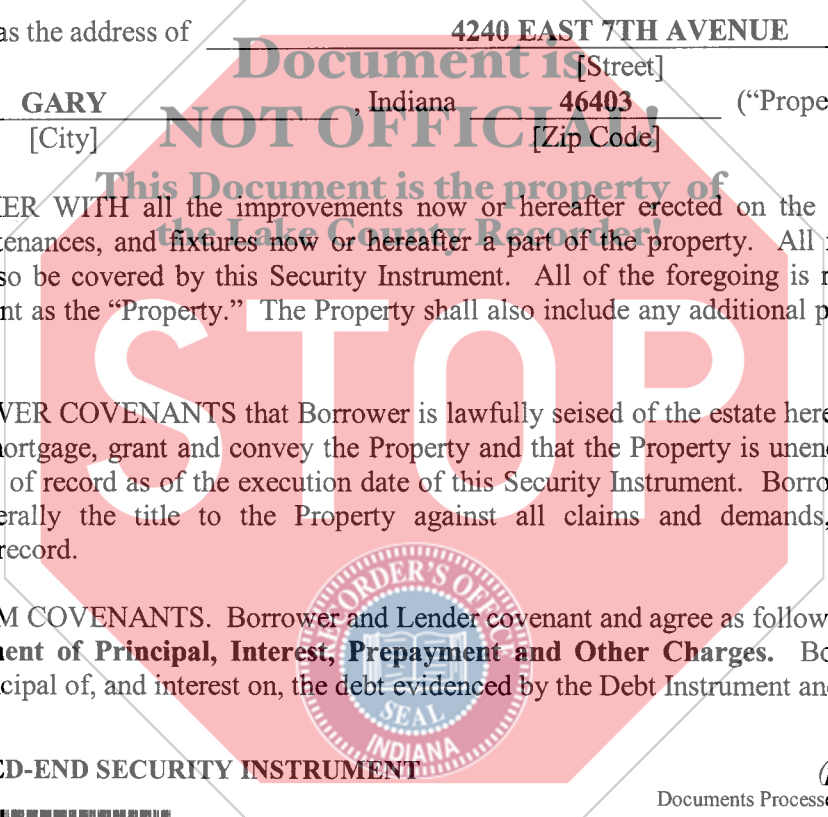 as the address of 4240 EAST 7TH AVENUE
Document is
[Street]
GARY , Indiana 46403 ("Prope
NOT OFFICIAL!
[City] [Zip Code]
This Document is the property of
ER WITH all the improvements now or hereafter erected on the
the Lake County Recorder!
tenances, and fixtures now or hereafter a part of the property. All
so be covered by this Security Instrument. All of the foregoing is
nt as the "Property." The Property shall also include any additional p
STOP
VER COVENANTS that Borrower is lawfully seised of the estate here
ortgage, grant and convey the Property and that the Property is unen
of record as of the execution date of this Security Instrument. Borro
erally the title to the Property against all claims and demands,
record.
RECORDER'S OFFICE
M COVENANTS. Borrower and Lender covenant and agree as follow
ent of Principal, Interest, Prepayment and Other Charges. Bo
cipal of, and interest on, the debt evidenced by the Debt Instrument an
SEAL
INDIANA
ED-END SECURITY INSTRUMENT
Documents Process